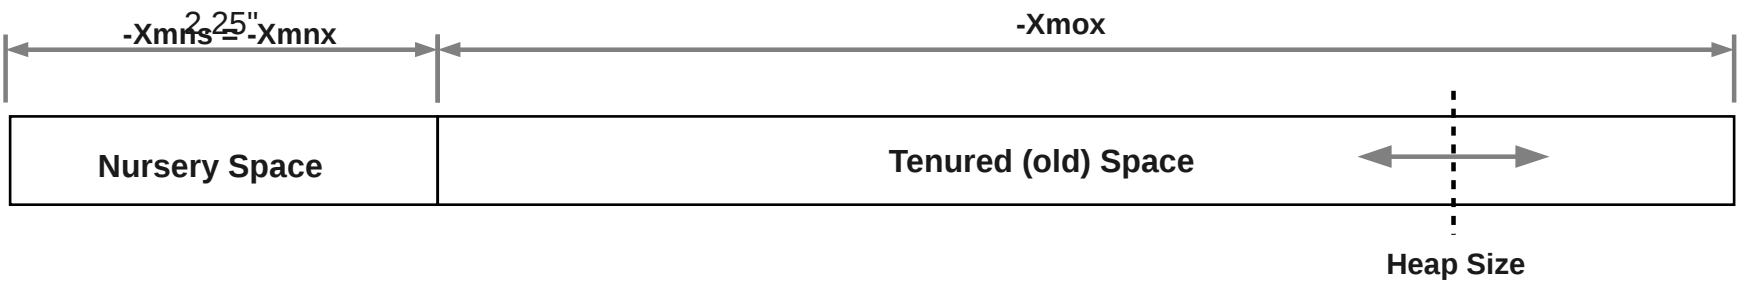 2.25"
-Xmns = -Xmnx
-Xmox
Nursery Space
Tenured (old) Space
Heap Size